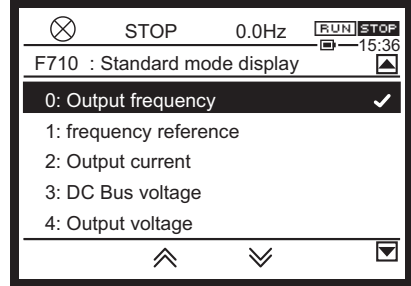 STOP 0.0Hz RUN STOP
15:36
F710 : Standard mode display
0: Output frequency
1: frequency reference
2: Output current
3: DC Bus voltage
4: Output voltage